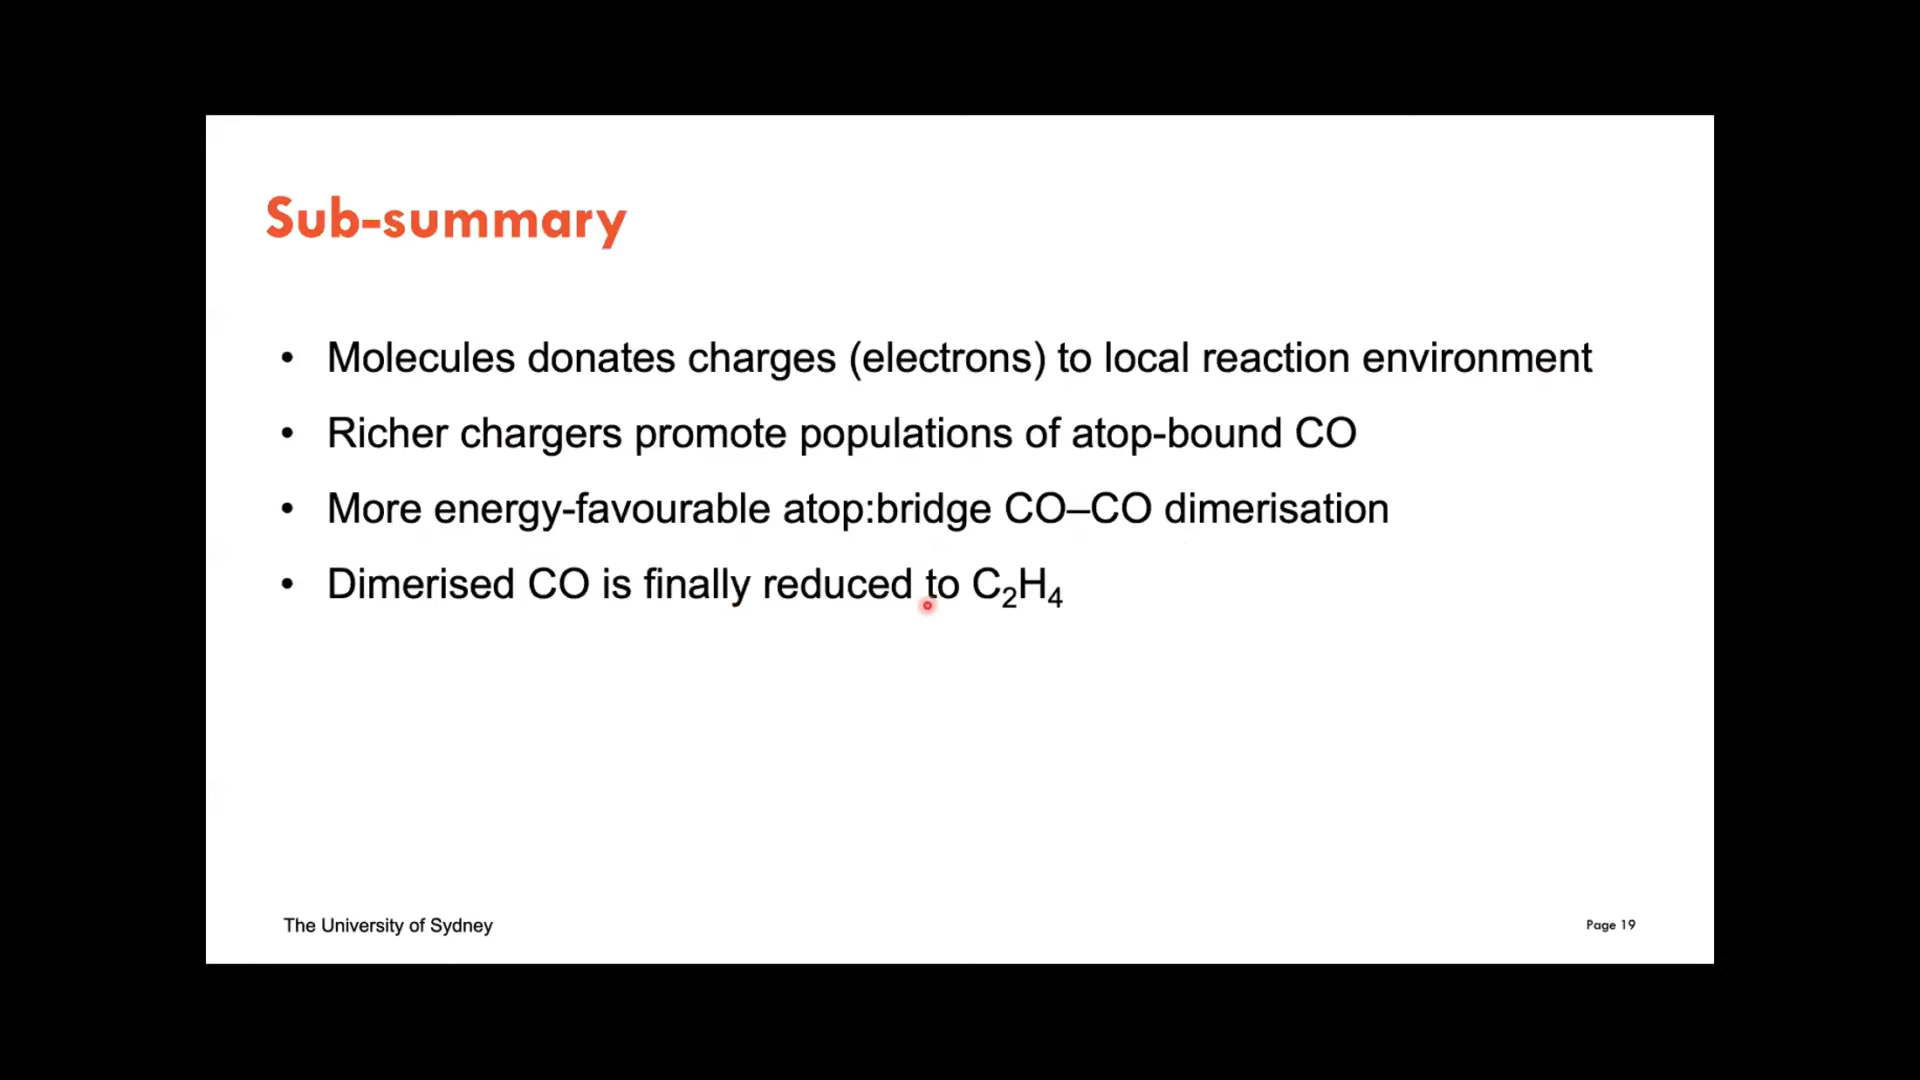 Sub-summary
• Molecules donates charges (electrons) to local reaction environment
• Richer chargers promote populations of atop-bound CO
• More energy-favourable atop:bridge CO–CO dimerisation
• Dimerised CO is finally reduced to C₂H₄
The University of Sydney
Page 19